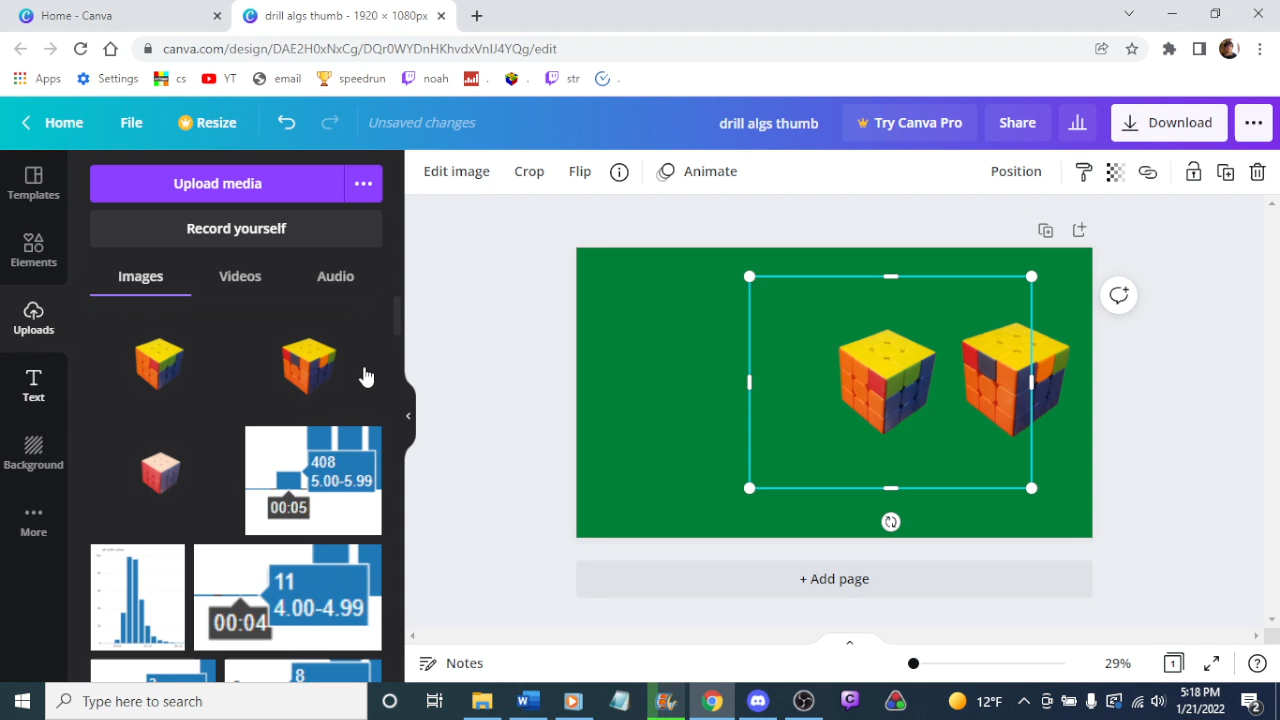 Home - Canva
drill algs thumb - 1920 × 1080px
canva.com/design/DAE2H0xNxCg/DQr0WYDnHKhvdxVnIJ4YQg/edit
Apps Settings cs YT email speedrun noah . . str .
Home File Resize Unsaved changes drill algs thumb Try Canva Pro Share Download
Templates
Elements
Uploads
Text
Background
More
Upload media
Record yourself
Images Videos Audio
408
5.00-5.99
00:05
11
4.00-4.99
00:04
8
Edit image Crop Flip Animate Position
+ Add page
Notes 29% 1
Type here to search
12°F
5:18 PM
1/21/2022
2